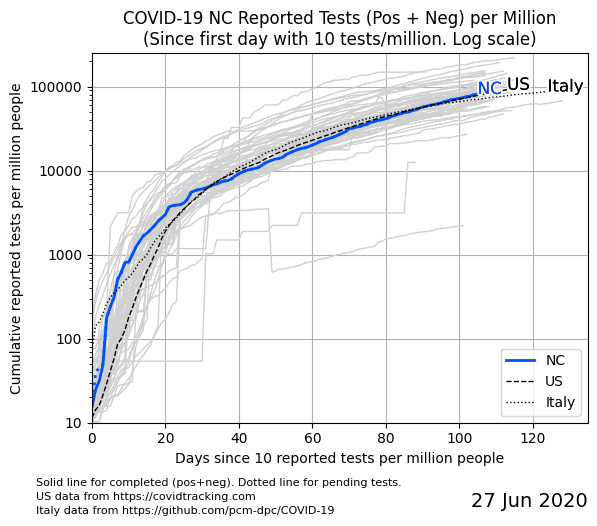 COVID-19 NC Reported Tests (Pos + Neg) per Million
(Since first day with 10 tests/million. Log scale)
Cumulative reported tests per million people
100000
10000
1000
100
10
NC US Italy
NC
US
Italy
0 20 40 60 80 100 120
Days since 10 reported tests per million people
Solid line for completed (pos+neg). Dotted line for pending tests.
US data from https://covidtracking.com
Italy data from https://github.com/pcm-dpc/COVID-19
27 Jun 2020